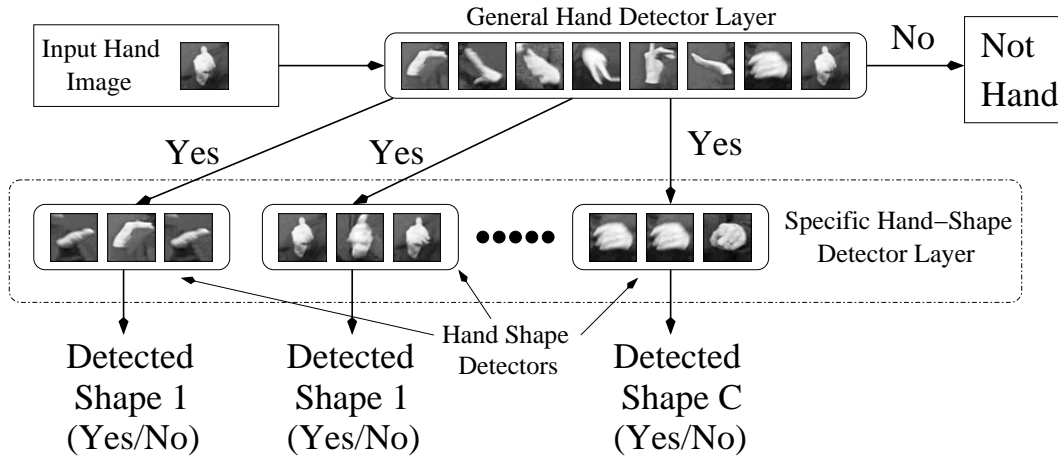 General Hand Detector Layer
Input Hand
Image
No
Not
Hand
Yes
Yes
Yes
Specific Hand–Shape
Detector Layer
Hand Shape
Detectors
Detected
Shape 1
(Yes/No)
Detected
Shape 1
(Yes/No)
Detected
Shape C
(Yes/No)